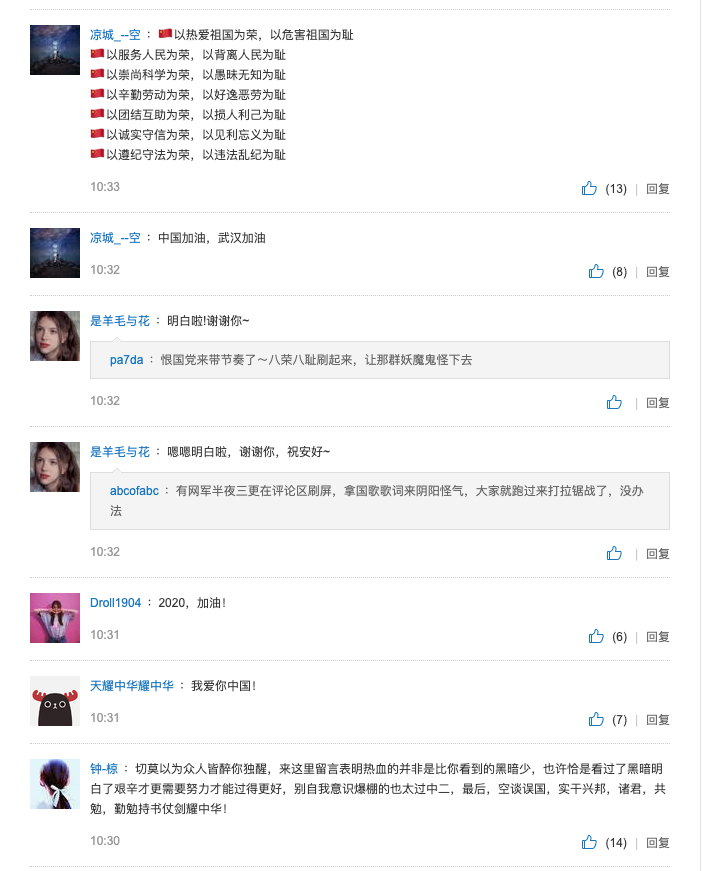 凉城_--空 ： 🇨🇳以热爱祖国为荣，以危害祖国为耻
🇨🇳以服务人民为荣，以背离人民为耻
🇨🇳以崇尚科学为荣，以愚昧无知为耻
🇨🇳以辛勤劳动为荣，以好逸恶劳为耻
🇨🇳以团结互助为荣，以损人利己为耻
🇨🇳以诚实守信为荣，以见利忘义为耻
🇨🇳以遵纪守法为荣，以违法乱纪为耻
10:33 (13) | 回复
凉城_--空 ： 中国加油，武汉加油
10:32 (8) | 回复
是羊毛与花 ： 明白啦!谢谢你~
pa7da ： 恨国党来带节奏了～八荣八耻刷起来，让那群妖魔鬼怪下去
10:32 | 回复
是羊毛与花 ： 嗯嗯明白啦，谢谢你，祝安好~
abcofabc ： 有网军半夜三更在评论区刷屏，拿国歌歌词来阴阳怪气，大家就跑过来打拉锯战了，没办
法
10:32 | 回复
Droll1904 ： 2020，加油！
10:31 (6) | 回复
天耀中华耀中华 ： 我爱你中国！
10:31 (7) | 回复
钟-椋 ： 切莫以为众人皆醉你独醒，来这里留言表明热血的并非是比你看到的黑暗少，也许恰是看过了黑暗明
白了艰辛才更需要努力才能过得更好，别自我意识爆棚的也太过中二，最后，空谈误国，实干兴邦，诸君，共
勉，勤勉持书仗剑耀中华！
10:30 (14) | 回复